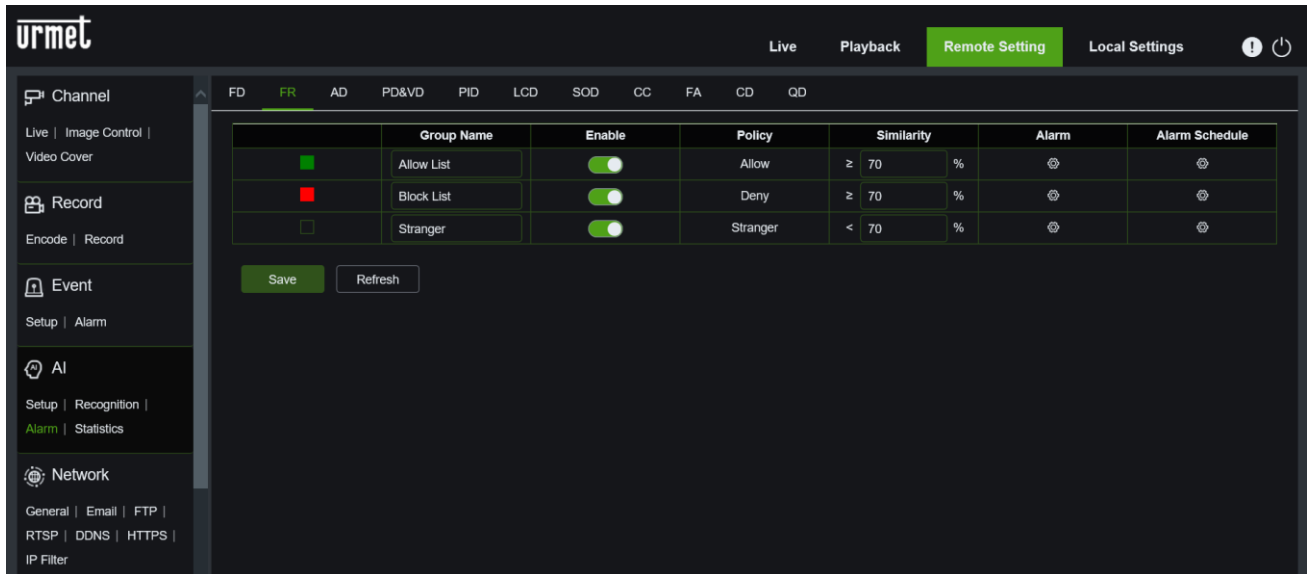 urmet
Live Playback Remote Setting Local Settings
Channel
Live | Image Control |
Video Cover
Record
Encode | Record
Event
Setup | Alarm
AI
Setup | Recognition |
Alarm | Statistics
Network
General | Email | FTP |
RTSP | DDNS | HTTPS |
IP Filter
FD FR AD PD&VD PID LCD SOD CC FA CD QD
Group Name Enable Policy Similarity Alarm Alarm Schedule
Allow List Allow ≥ 70 %
Block List Deny ≥ 70 %
Stranger Stranger < 70 %
Save Refresh